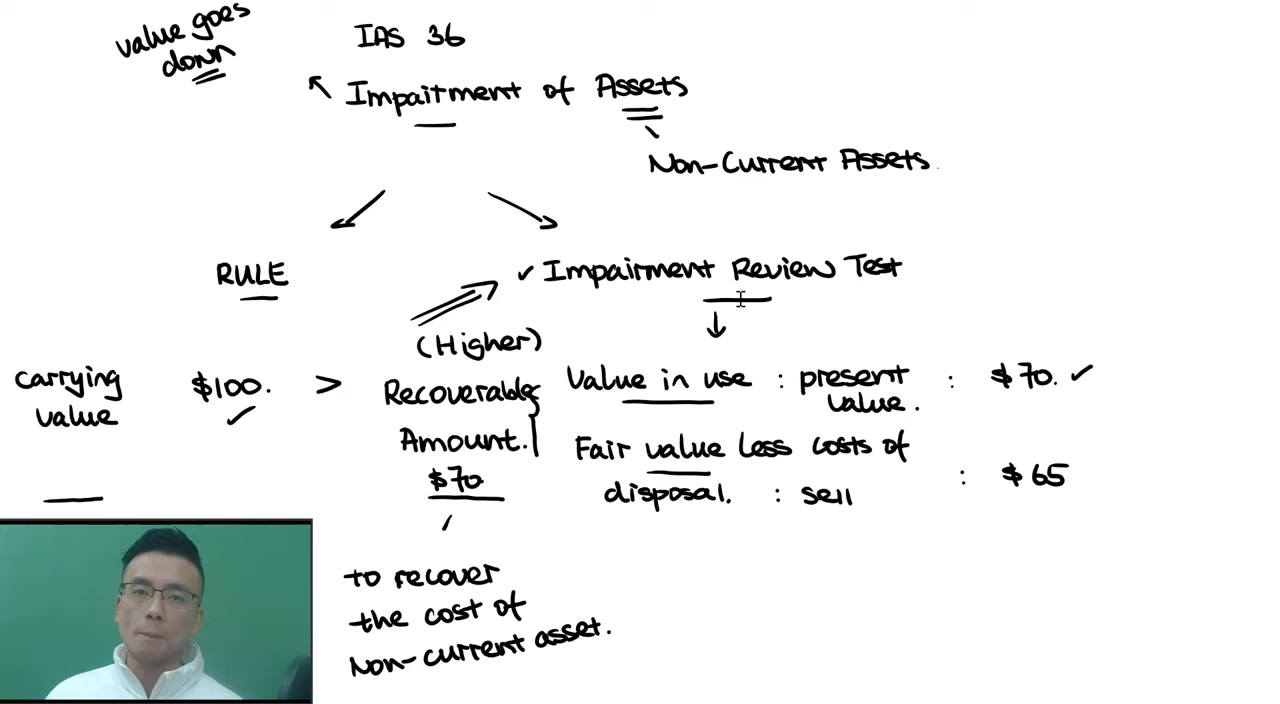 value goes
down
IAS 36
Impairment of Assets
Non-Current Assets.
RULE
Impairment Review Test
(Higher)
carrying
value
$100.
>
Recoverable
Amount.
$70
Value in use : present
value.
: $70.
Fair value less costs of
disposal. : sell
: $65
to recover
the cost of
Non-current asset.